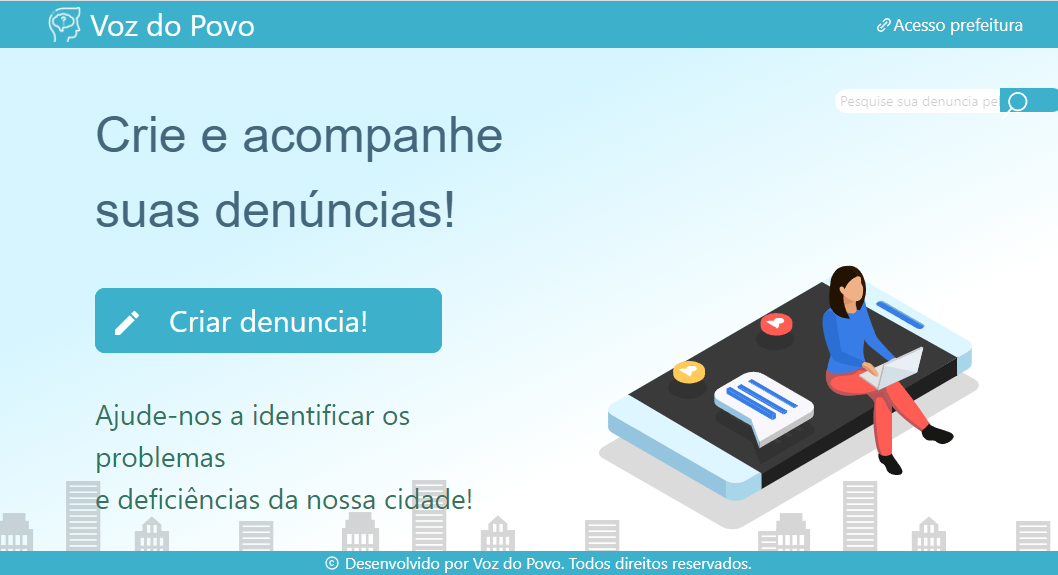 Voz do Povo
Acesso prefeitura
Pesquise sua denuncia pe
Crie e acompanhe
suas denúncias!
Criar denuncia!
Ajude-nos a identificar os
problemas
e deficiências da nossa cidade!
© Desenvolvido por Voz do Povo. Todos direitos reservados.